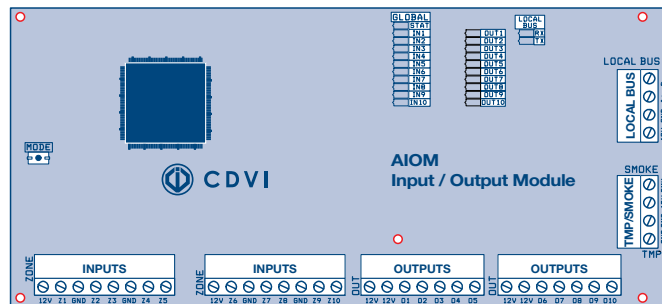 GLOBAL
STAT
IN1
IN2
IN3
IN4
IN5
IN6
IN7
IN8
IN9
IN10
OUT1
OUT2
OUT3
OUT4
OUT5
OUT6
OUT7
OUT8
OUT9
OUT10
LOCAL
BUS
RX
TX
LOCAL BUS
LOCAL BUS
MODE
CDVI
AIOM
Input / Output Module
SMOKE
TMP/SMOKE
TMP
ZONE
INPUTS
12V Z1 GND Z2 Z3 GND Z4 Z5
ZONE
INPUTS
12V Z6 GND Z7 Z8 GND Z9 Z10
OUT
OUTPUTS
12V 12V O1 O2 O3 O4 O5
OUT
OUTPUTS
12V 12V O6 O7 O8 O9 O10